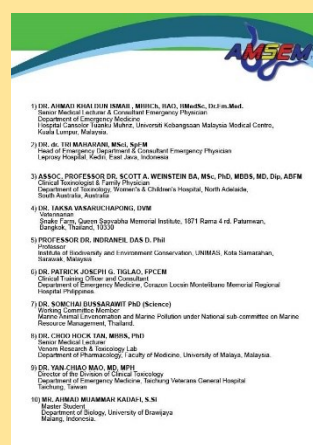 AMSEM
1) DR. AHMAD KHALDUN ISMAIL, MBBCh, BAO, BMedSc, Dr.Em.Med.
Senior Medical Lecturer & Consultant Emergency Physician
Department of Emergency Medicine
Hospital Canselor Tuanku Muhriz, Universiti Kebangsaan Malaysia Medical Centre,
Kuala Lumpur, Malaysia.
2) DR. dr. TRI MAHARANI, MSci, SpEM
Head of Emergency Department & Consultant Emergency Physician
Leprosy Hospital, Kediri, East Java, Indonesia
3) ASSOC. PROFESSOR DR. SCOTT A. WEINSTEIN BA, MSc, PhD, MBBS, MD, Dip, ABFM
Clinical Toxinologist & Family Physician
Department of Toxinology, Women's & Children's Hospital, North Adelaide,
South Australia, Australia
4) DR. TAKSA VASARUCHAPONG, DVM
Veterinarian
Snake Farm, Queen Saovabha Memorial Institute, 1871 Rama 4 rd. Patumwan,
Bangkok, Thailand, 10330
5) PROFESSOR DR. INDRANEIL DAS D. Phil
Professor
Institute of Biodiversity and Environment Conservation, UNIMAS, Kota Samarahan,
Sarawak, Malaysia
6) DR. PATRICK JOSEPH G. TIGLAO, FPCEM
Clinical Training Officer and Consultant
Department of Emergency Medicine, Corazon Locsin Montelibano Memorial Regional
Hospital Philippines.
7) DR. SOMCHAI BUSSARAWIT PhD (Science)
Working Committee Member
Marine Animal Envenomation and Marine Pollution under National sub committee on Marine
Resource Management, Thailand.
8) DR. CHOO HOCK TAN, MBBS, PhD
Senior Medical Lecturer
Venom Research & Toxicology Lab
Department of Pharmacology, Faculty of Medicine, University of Malaya, Malaysia.
9) DR. YAN-CHIAO MAO, MD, MPH
Director of the Division of Clinical Toxicology
Department of Emergency Medicine, Taichung Veterans General Hospital
Taichung, Taiwan
10) MR. AHMAD MUAMMAR KADAFI, S.SI
Master Student
Department of Biology, University of Brawijaya
Malang, Indonesia.